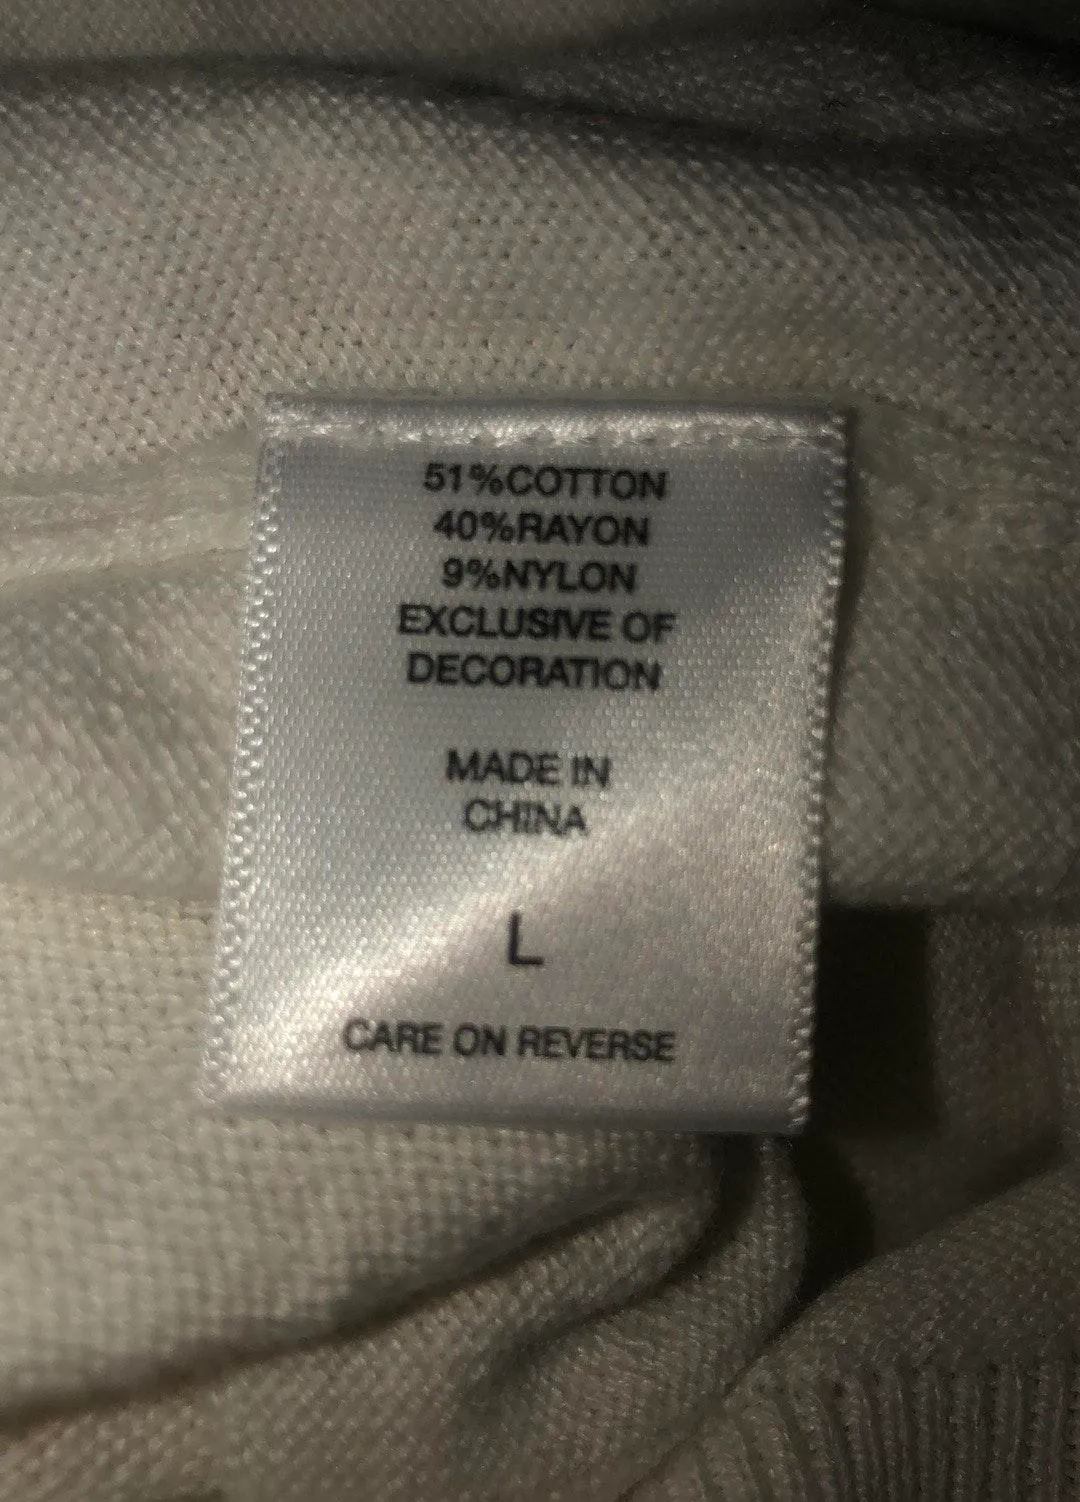 51%COTTON
40%RAYON
9%NYLON
EXCLUSIVE OF
DECORATION
MADE IN
CHINA
L
CARE ON REVERSE